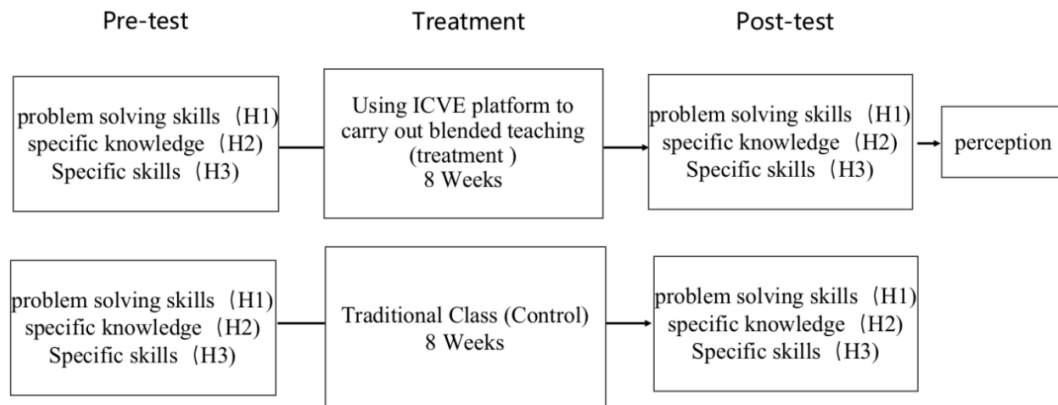 Pre-test
Treatment
Post-test
problem solving skills (H1)
specific knowledge (H2)
Specific skills (H3)
Using ICVE platform to
carry out blended teaching
(treatment )
8 Weeks
problem solving skills (H1)
specific knowledge (H2)
Specific skills (H3)
perception
problem solving skills (H1)
specific knowledge (H2)
Specific skills (H3)
Traditional Class (Control)
8 Weeks
problem solving skills (H1)
specific knowledge (H2)
Specific skills (H3)